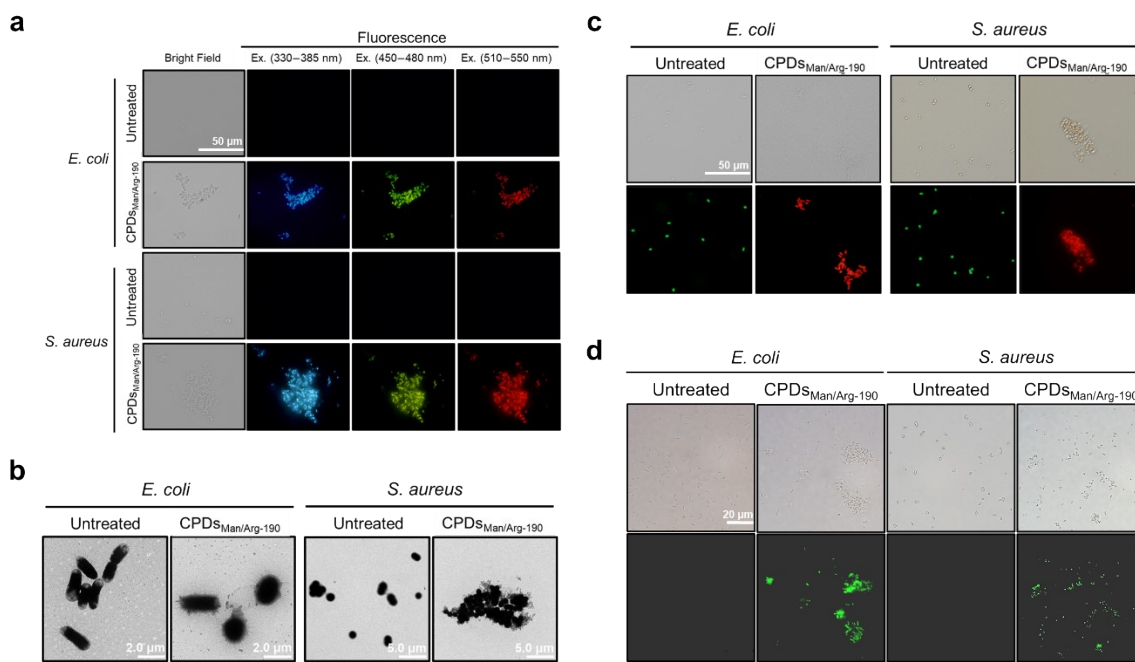 a
Fluorescence
Bright Field Ex. (330–385 nm) Ex. (450–480 nm) Ex. (510–550 nm)
E. coli
Untreated
50 µm
CPDsMan/Arg-190
S. aureus
Untreated
CPDsMan/Arg-190
b
E. coli S. aureus
Untreated CPDsMan/Arg-190 Untreated CPDsMan/Arg-190
2.0 µm 2.0 µm 5.0 µm 5.0 µm
c
E. coli S. aureus
Untreated CPDsMan/Arg-190 Untreated CPDsMan/Arg-190
50 µm
d
E. coli S. aureus
Untreated CPDsMan/Arg-190 Untreated CPDsMan/Arg-190
20 µm